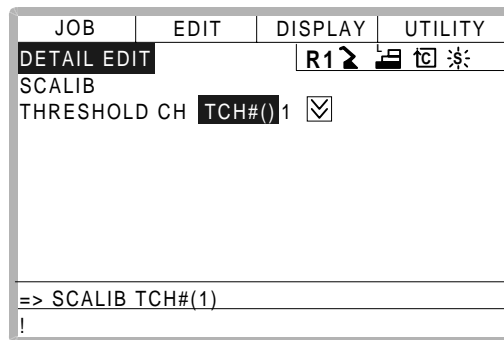 JOB EDIT DISPLAY UTILITY
DETAIL EDIT R1 L C S
SCALIB
THRESHOLD CH TCH#() 1
=> SCALIB TCH#(1)
!